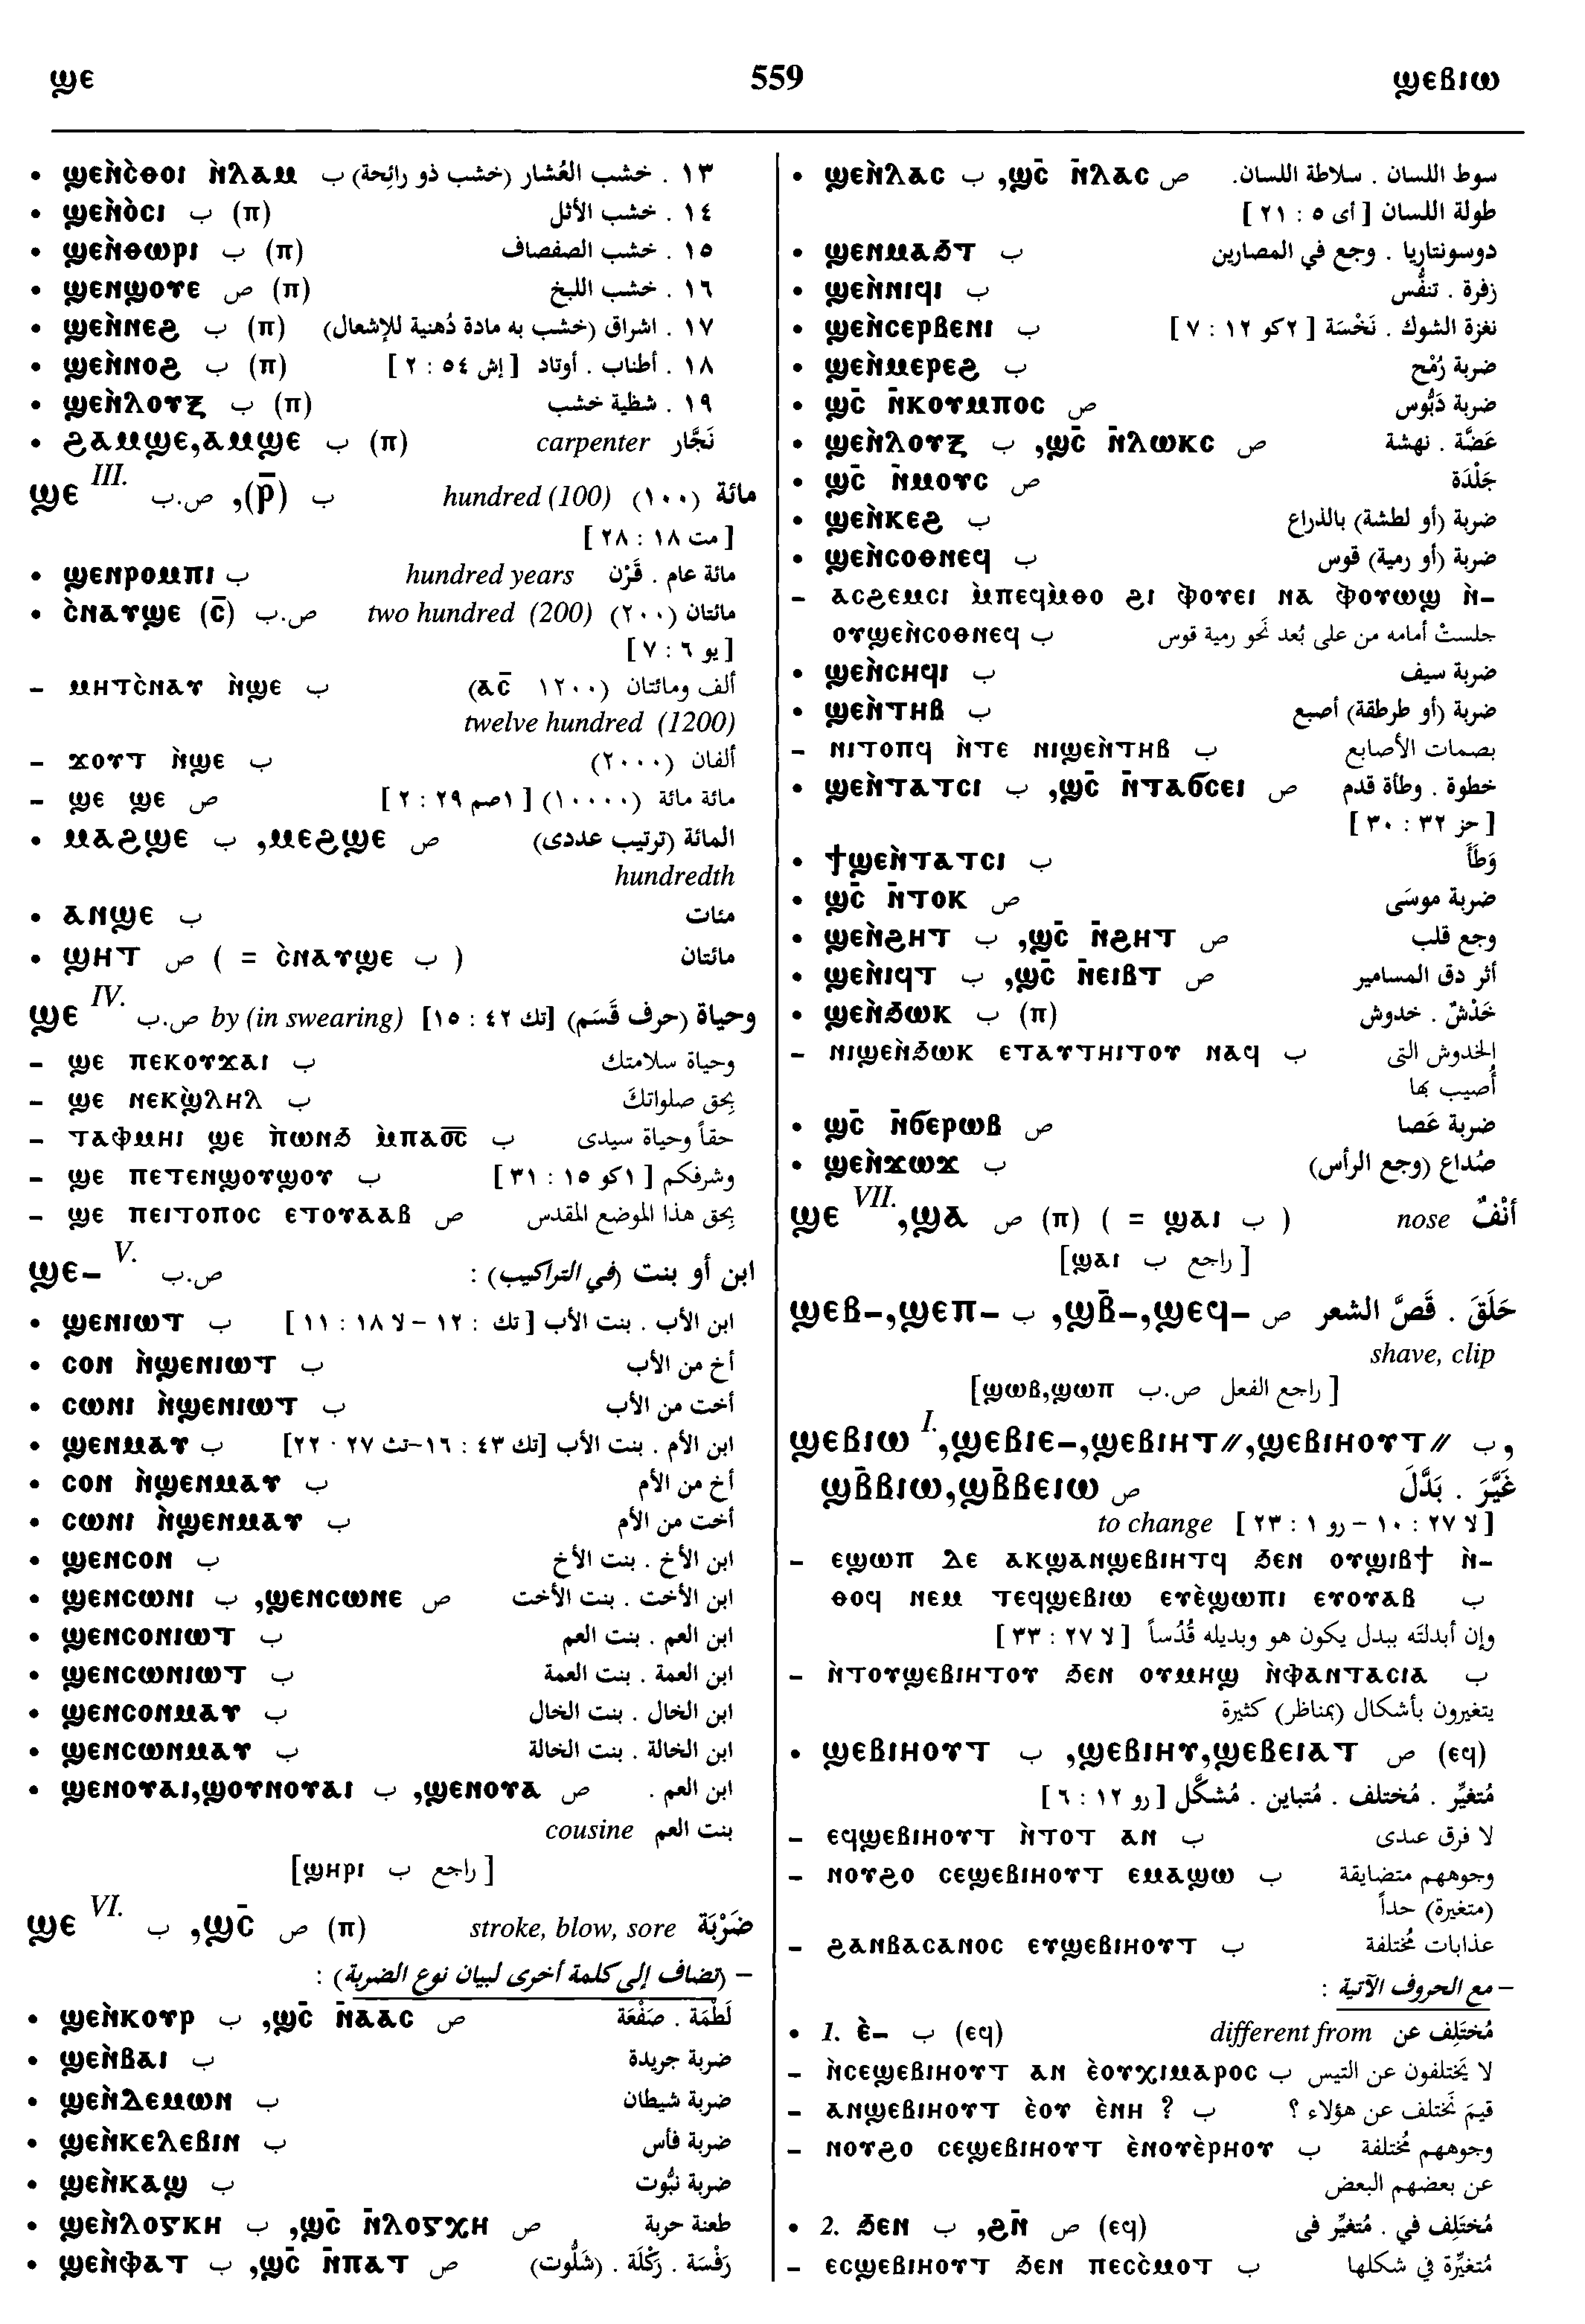 ϣⲉ 559 ϣⲉⲃⲓⲱ
• ϣⲉⲛ̀ⲥ̀ⲑⲟⲓ ⲛ̀ⲗⲁⲙ ب ١٣ . خشب العُشار (خشب ذو رائِحة)
• ϣⲉⲛ̀ⲟ̀ⲥⲓ ب (ⲡ) ١٤ . خشب الأثل
• ϣⲉⲛ̀ⲑⲱⲣⲓ ب (ⲡ) ١٥ . خشب الصفصاف
• ϣⲉⲛϣⲟⲩⲉ ص (ⲡ) ١٦ . خشب اللبخ
• ϣⲉⲛ̀ⲛⲉϩ ب (ⲡ) ١٧ . اشراق (خشب به مادة دُهنية للإشعال)
• ϣⲉⲛ̀ⲛⲟϩ ب (ⲡ) ١٨ . أطناب . أوتاد [ إش ٥٤ : ٢ ]
• ϣⲉⲛ̀ⲗⲟⲩⲝ ب (ⲡ) ١٩ . شظية خشب
• ϩⲁⲙϣⲉ,ⲁⲙϣⲉ ب (ⲡ) carpenter نَجَّار
ϣⲉ III. ص.ب ,(ⲣ̄) ب hundred (100) (١٠٠) مائة
[ مت ١٨ : ٢٨ ]
• ϣⲉⲛⲣⲟⲙⲡⲓ ب hundred years مائة عام . قَرْن
• ⲥ̀ⲛⲁⲩϣⲉ (ⲥ̄) ص.ب two hundred (200) (٢٠٠) مائتان
[ يو ٦ : ٧ ]
– ⲙⲏⲧⲥ̀ⲛⲁⲩ ⲛ̀ϣⲉ ب ألف ومائتان (١٢٠٠ ⲁ̄ⲥ̄)
twelve hundred (1200)
– ϫⲟⲩⲧ ⲛ̀ϣⲉ ب ألفان (٢٠٠٠)
– ϣⲉ ϣⲉ ص مائة مائة (١٠٠٠٠) [ ١صم ٢٩ : ٢ ]
• ⲙⲁϩϣⲉ ب ,ⲙⲉϩϣⲉ ص المائة (ترتيب عددى)
hundredth
• ⲁⲛϣⲉ ب مئات
• ϣⲏⲧ ص ( = ⲥ̀ⲛⲁⲩϣⲉ ب ) مائتان
ϣⲉ IV. ص.ب by (in swearing) وحياة (حرف قَسَم) [تك ٤٢ : ١٥]
– ϣⲉ ⲡⲉⲕⲟⲩϫⲁⲓ ب وحياة سلامتك
– ϣⲉ ⲛⲉⲕϣ̀ⲗⲏⲗ ب بِحق صلواتكَ
– ⲧⲁⲫⲙⲏⲓ ϣⲉ ⲡ̀ⲱⲛϧ ⲙ̀ⲡⲁⲟ̅ⲥ̅ ب حقاً وحياة سيدى
– ϣⲉ ⲡⲉⲧⲉⲛϣⲟⲩϣⲟⲩ ب وشرفكم [ ١كو ١٥ : ٣١ ]
– ϣⲉ ⲡⲉⲓⲧⲟⲡⲟⲥ ⲉⲧⲟⲩⲁⲁⲃ ص بِحق هذا الموضع المقدس
ϣⲉ– V. ص.ب ابن أو بنت (في التراكيب) :
• ϣⲉⲛⲓⲱⲧ ب ابن الأب . بنت الأب [ تك : ١٢ – لا ١٨ : ١١ ]
• ⲥⲟⲛ ⲛ̀ϣⲉⲛⲓⲱⲧ ب أخ من الأب
• ⲥⲱⲛⲓ ⲛ̀ϣⲉⲛⲓⲱⲧ ب أخت من الأب
• ϣⲉⲛⲙⲁⲩ ب ابن الأم . بنت الأب [تك ٤٣ : ١٦–تث ٢٧ ٠ ٢٢]
• ⲥⲟⲛ ⲛ̀ϣⲉⲛⲙⲁⲩ ب أخ من الأم
• ⲥⲱⲛⲓ ⲛ̀ϣⲉⲛⲙⲁⲩ ب أخت من الأم
• ϣⲉⲛⲥⲟⲛ ب ابن الأخ . بنت الأخ
• ϣⲉⲛⲥⲱⲛⲓ ب ,ϣⲉⲛⲥⲱⲛⲉ ص ابن الأخت . بنت الأخت
• ϣⲉⲛⲥⲟⲛⲓⲱⲧ ب ابن العم . بنت العم
• ϣⲉⲛⲥⲱⲛⲓⲱⲧ ب ابن العمة . بنت العمة
• ϣⲉⲛⲥⲟⲛⲙⲁⲩ ب ابن الخال . بنت الخال
• ϣⲉⲛⲥⲱⲛⲙⲁⲩ ب ابن الخالة . بنت الخالة
• ϣⲉⲛⲟⲩⲁⲓ,ϣⲟⲩⲛⲟⲩⲁⲓ ب ,ϣⲉⲛⲟⲩⲁ ص ابن العم .
cousine بنت العم
[ راجع ب ϣⲏⲣⲓ]
ϣⲉ VI. ب ,ϣⲥ̄ ص (ⲡ) stroke, blow, sore ضَرْبَة
– (تضاف إلى كلمة أخرى لبيان نوع الضربة) :
• ϣⲉⲛ̀ⲕⲟⲩⲣ ب ,ϣⲥ̄ ⲛ̄ⲁⲁⲥ ص لَطْمَة . صَفْعَة
• ϣⲉⲛ̀ⲃⲁⲓ ب ضربة جريدة
• ϣⲉⲛ̀ⲇⲉⲙⲱⲛ ب ضربة شيطان
• ϣⲉⲛ̀ⲕⲉⲗⲉⲃⲓⲛ ب ضربة فأس
• ϣⲉⲛ̀ⲕⲁϣ ب ضربة نبُّوت
• ϣⲉⲛ̀ⲗⲟⲅⲕⲏ ب ,ϣⲥ̄ ⲛ̄ⲗⲟⲅⲭⲏ ص طعنة حربة
• ϣⲉⲛ̀ⲫⲁⲧ ب ,ϣⲥ̄ ⲛ̄ⲡⲁⲧ ص رَفْسَة . رَكْلَة . (شَلُّوت)
• ϣⲉⲛ̀ⲗⲁⲥ ب ,ϣⲥ̄ ⲛ̄ⲗⲁⲥ ص سوط اللسان . سلاطة اللسان.
طولة اللسان [ أى ٥ : ٢١ ]
• ϣⲉⲛⲙⲁϧⲧ ب دوسونتاريا . وجع في المصارين
• ϣⲉⲛ̀ⲛⲓϥⲓ ب زفرة . تنفُّس
• ϣⲉⲛ̀ⲥⲉⲣⲃⲉⲛⲓ ب نغزة الشوك . نَخْسَة [ ٢كو ١٢ : ٧ ]
• ϣⲉⲛ̀ⲙⲉⲣⲉϩ ب ضربة رُمْح
• ϣⲥ̄ ⲛ̄ⲕⲟⲩⲙⲡⲟⲥ ص ضربة دَبُّوس
• ϣⲉⲛ̀ⲗⲟⲩⲝ ب ,ϣⲥ̄ ⲛ̄ⲗⲱⲕⲥ ص عَضَّة . نهشة
• ϣⲥ̄ ⲛ̄ⲙⲟⲩⲥ ص جَلْدَة
• ϣⲉⲛ̀ⲕⲉϩ ب ضربة (أو لطشة) بالذراع
• ϣⲉⲛ̀ⲥⲟⲑⲛⲉϥ ب ضربة (أو رمية) قوس
– ⲁⲥϩⲉⲙⲥⲓ ⲙ̀ⲡⲉϥⲙ̀ⲑⲟ ϩⲓ ⲫ̀ⲟⲩⲉⲓ ⲛⲁ ⲫ̀ⲟⲩⲱϣ ⲛ̀–
ⲟⲩϣⲉⲛ̀ⲥⲟⲑⲛⲉϥ ب جلستْ أمامه من على بُعد نَحو رمية قوس
• ϣⲉⲛ̀ⲥⲏϥⲓ ب ضربة سيف
• ϣⲉⲛ̀ⲧⲏⲃ ب ضربة (أو طرطقة) أصبع
– ⲛⲓⲧⲟⲡϥ ⲛ̀ⲧⲉ ⲛⲓϣⲉⲛ̀ⲧⲏⲃ ب بصمات الأصابع
• ϣⲉⲛ̀ⲧⲁⲧⲥⲓ ب ,ϣⲥ̄ ⲛ̄ⲧⲁϭⲥⲉⲓ ص خطوة . وطأة قدم
[ حز ٣٢ : ٣٠ ]
• ϯϣⲉⲛ̀ⲧⲁⲧⲥⲓ ب وَطَأَ
• ϣⲥ̄ ⲛ̄ⲧⲟⲕ ص ضربة موسَى
• ϣⲉⲛ̀ϩⲏⲧ ب ,ϣⲥ̄ ⲛ̄ϩⲏⲧ ص وجع قلب
• ϣⲉⲛ̀ⲓϥⲧ ب ,ϣⲥ̄ ⲛ̄ⲉⲓⲃⲧ ص أثر دق المسامير
• ϣⲉⲛ̀ϧⲱⲕ ب (ⲡ) خَدْشٌ . خدوش
– ⲛⲓϣⲉⲛ̀ϧⲱⲕ ⲉⲧⲁⲩⲧⲏⲓⲧⲟⲩ ⲛⲁϥ ب الخدوش التى
أُصيب بها
• ϣⲥ̄ ⲛ̄ϭⲉⲣⲱⲃ ص ضربة عَصا
• ϣⲉⲛ̀ϫⲱϫ ب صُداع (وجع الرأس)
ϣⲉ VII. ,ϣⲁ ص (ⲡ) ( = ϣⲁⲓ ب ) nose أَنْفٌ
[ راجع ب ϣⲁⲓ]
ϣⲉⲃ–,ϣⲉⲡ– ب ,ϣⲃ̄–,ϣⲉϥ– ص حَلَقَ . قَصَّ الشعر
shave, clip
[ راجع الفعل ص.ب ϣⲱⲃ,ϣⲱⲡ]
ϣⲉⲃⲓⲱ I. ,ϣⲉⲃⲓⲉ–,ϣⲉⲃⲓⲏⲧ//,ϣⲉⲃⲓⲏⲟⲩⲧ// ب ,
ϣⲃ̄ⲃⲓⲱ,ϣⲃ̄ⲃⲉⲓⲱ ص غَيَّرَ . بَدَّلَ
to change [ لا ٢٧ : ١٠ – رو ١ : ٢٣ ]
– ⲉϣⲱⲡ ⲇⲉ ⲁⲕϣⲁⲛϣⲉⲃⲓⲏⲧϥ ϧⲉⲛ ⲟⲩϣⲓⲃϯ ⲛ̀–
ⲑⲟϥ ⲛⲉⲙ ⲧⲉϥϣⲉⲃⲓⲱ ⲉⲩⲉ̀ϣⲱⲡⲓ ⲉⲩⲟⲩⲁⲃ ب
وإن أبدلتَه ببدل يكون هو وبديله قُدْساً [ لا ٢٧ : ٣٣ ]
– ⲛ̀ⲧⲟⲩϣⲉⲃⲓⲏⲧⲟⲩ ϧⲉⲛ ⲟⲩⲙⲏϣ ⲛ̀ⲫⲁⲛⲧⲁⲥⲓⲁ ب
يتغيرون بأشكال (بمناظر) كثيرة
• ϣⲉⲃⲓⲏⲟⲩⲧ ب ,ϣⲉⲃⲓⲏⲩ,ϣⲉⲃⲉⲓⲁⲧ ص (ⲉϥ)
مُتغيِّر . مُختلف . مُتباين . مُشكَّل [ رو ١٢ : ٦ ]
– ⲉϥϣⲉⲃⲓⲏⲟⲩⲧ ⲛ̀ⲧⲟⲧ ⲁⲛ ب لا فرق عندى
– ⲛⲟⲩϩⲟ ⲥⲉϣⲉⲃⲓⲏⲟⲩⲧ ⲉⲙⲁϣⲱ ب وجوههم متضايقة
(متغيرة) جداً
– ϩⲁⲛⲃⲁⲥⲁⲛⲟⲥ ⲉⲩϣⲉⲃⲓⲏⲟⲩⲧ ب عذابات مُختلفة
– مع الحروف الآتية :
• 1. ⲉ̀– ب (ⲉϥ) different from مُختَلِف عن
– ⲛ̀ⲥⲉϣⲉⲃⲓⲏⲟⲩⲧ ⲁⲛ ⲉ̀ⲟⲩⲭⲓⲙⲁⲣⲟⲥ ب لا يَختلفون عن التيس
– ⲁⲛϣⲉⲃⲓⲏⲟⲩⲧ ⲉ̀ⲟⲩ ⲉ̀ⲛⲏ ? ب فيمَ نَختلف عن هؤلاء ؟
– ⲛⲟⲩϩⲟ ⲥⲉϣⲉⲃⲓⲏⲟⲩⲧ ⲉ̀ⲛⲟⲩⲉ̀ⲣⲏⲟⲩ ب وجوههم مُختلفة
عن بعضهم البعض
• 2. ϧⲉⲛ ب ,ϩⲛ̄ ص (ⲉϥ) مُختَلِف في . مُتغيِّر فى
– ⲉⲥϣⲉⲃⲓⲏⲟⲩⲧ ϧⲉⲛ ⲡⲉⲥⲥ̀ⲙⲟⲧ ب مُتغيِّرة في شكلها